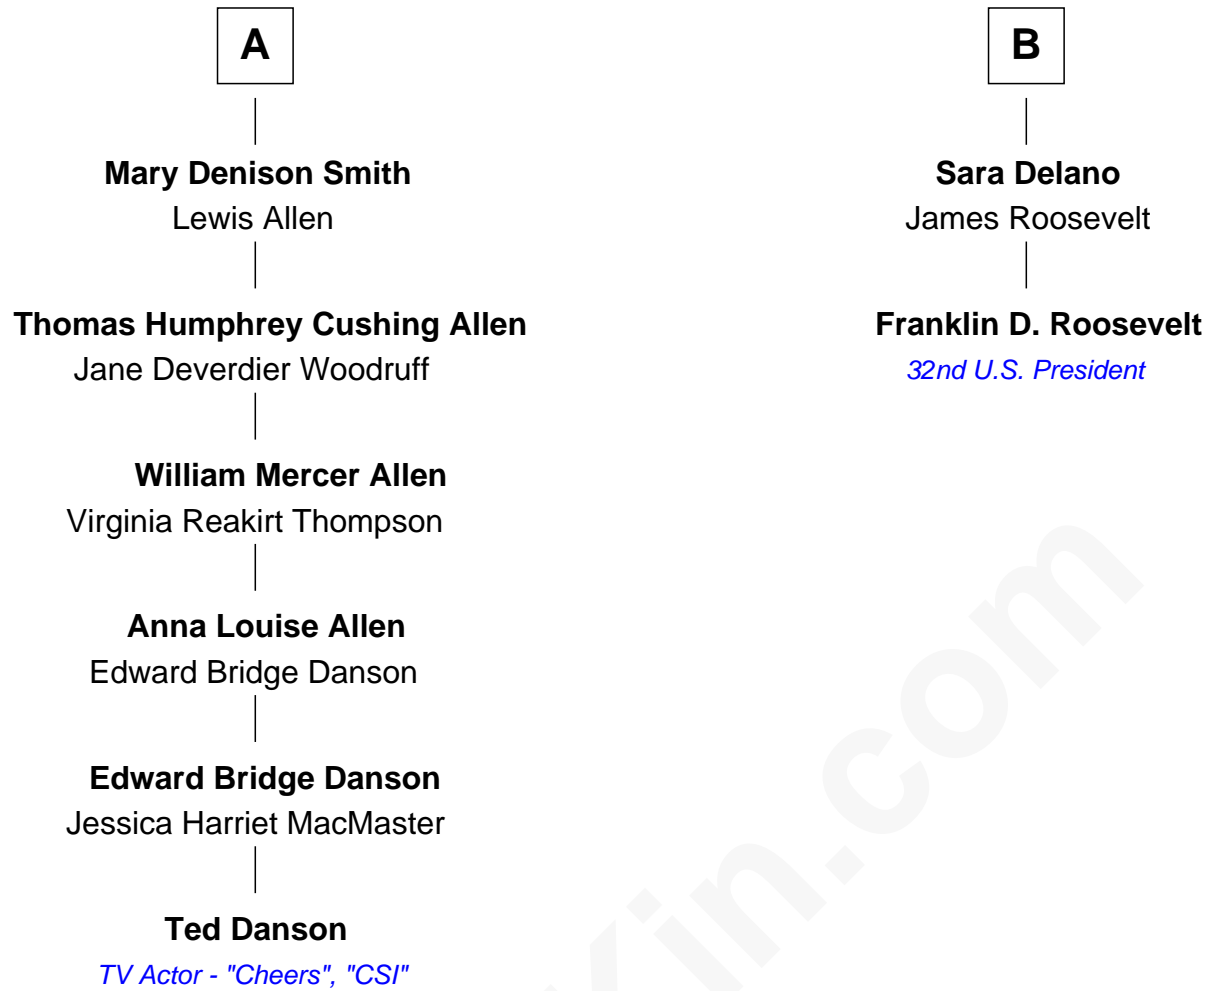 A
Mary Denison Smith
Lewis Allen
Thomas Humphrey Cushing Allen
Jane Deverdier Woodruff
William Mercer Allen
Virginia Reakirt Thompson
Anna Louise Allen
Edward Bridge Danson
Edward Bridge Danson
Jessica Harriet MacMaster
Ted Danson
TV Actor - "Cheers", "CSI"
B
Sara Delano
James Roosevelt
Franklin D. Roosevelt
32nd U.S. President
Kin.com